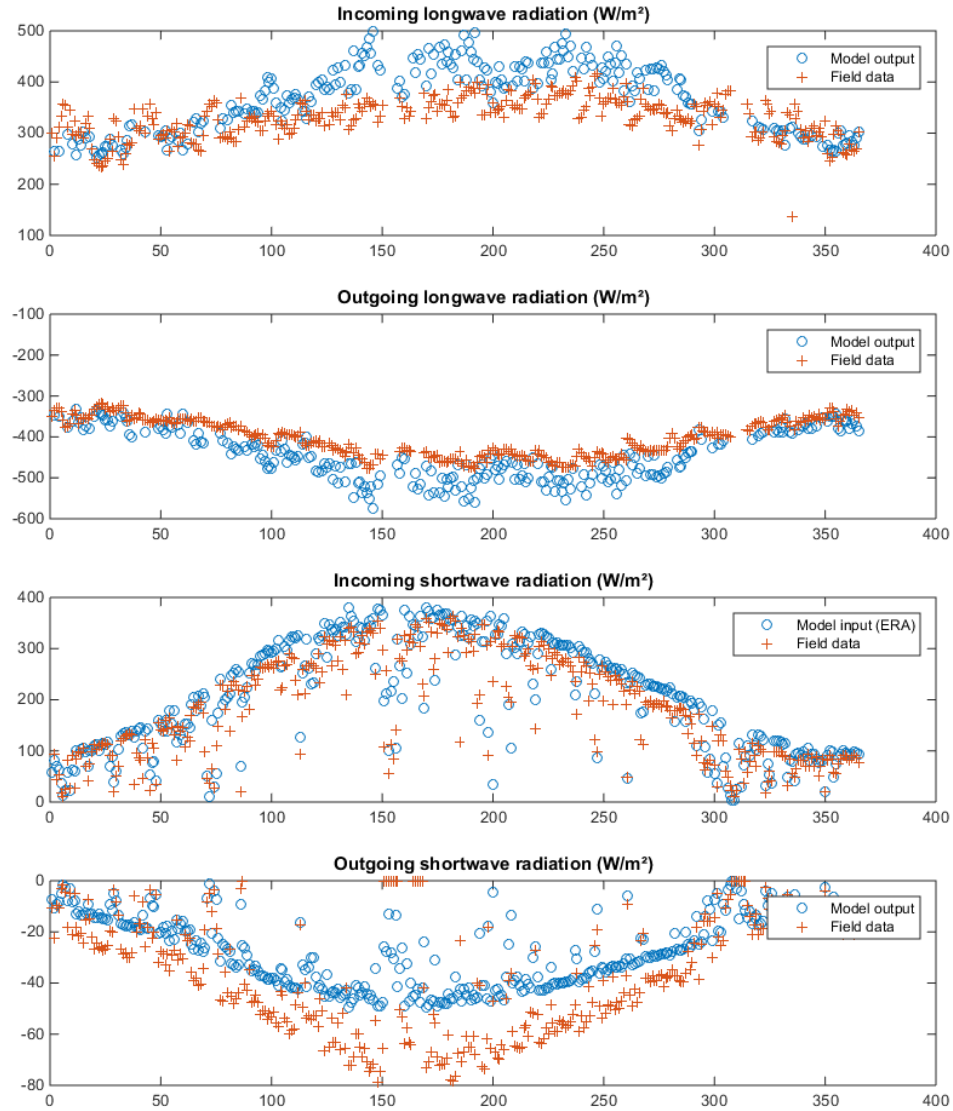 Incoming longwave radiation (W/m²)
500
400
300
200
100
Model output
Field data
0 50 100 150 200 250 300 350 400
Outgoing longwave radiation (W/m²)
-100
-200
-300
-400
-500
-600
Model output
Field data
0 50 100 150 200 250 300 350 400
Incoming shortwave radiation (W/m²)
400
300
200
100
0
Model input (ERA)
Field data
0 50 100 150 200 250 300 350 400
Outgoing shortwave radiation (W/m²)
0
-20
-40
-60
-80
Model output
Field data
0 50 100 150 200 250 300 350 400